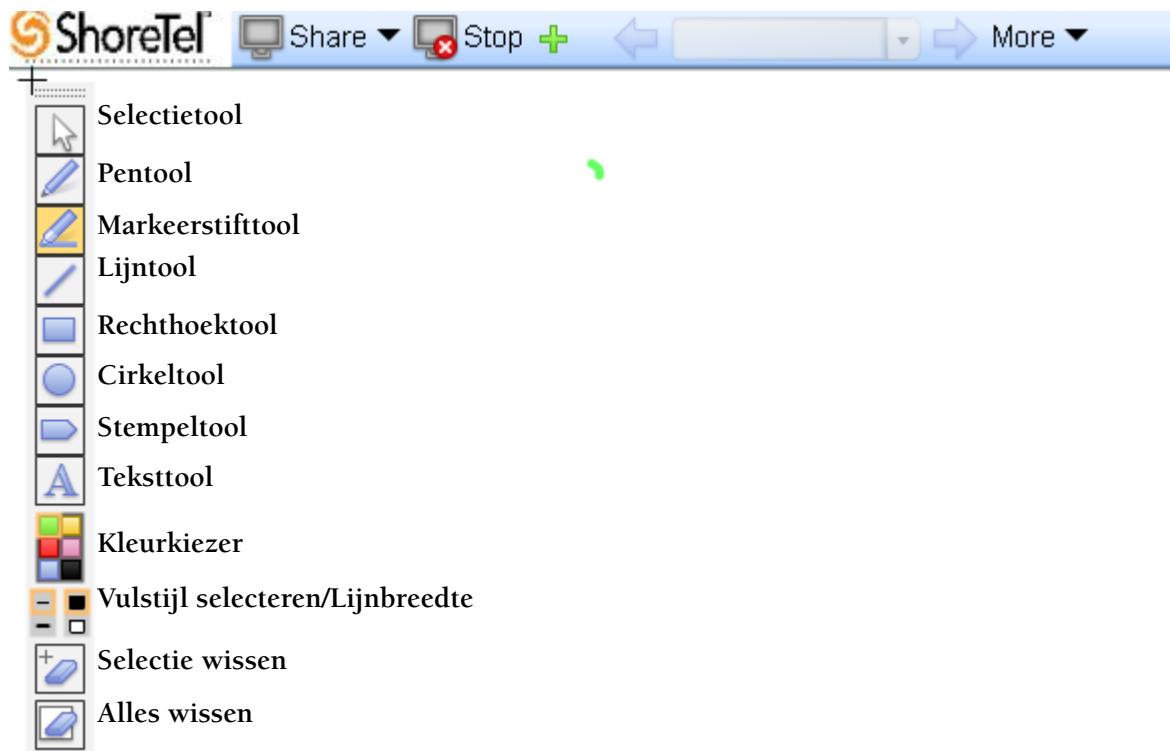 ShoreTel Share Stop More
Selectietool
Pentool
Markeerstifttool
Lijntool
Rechthoektool
Cirkeltool
Stempeltool
Teksttool
Kleurkiezer
Vulstijl selecteren/Lijnbreedte
Selectie wissen
Alles wissen